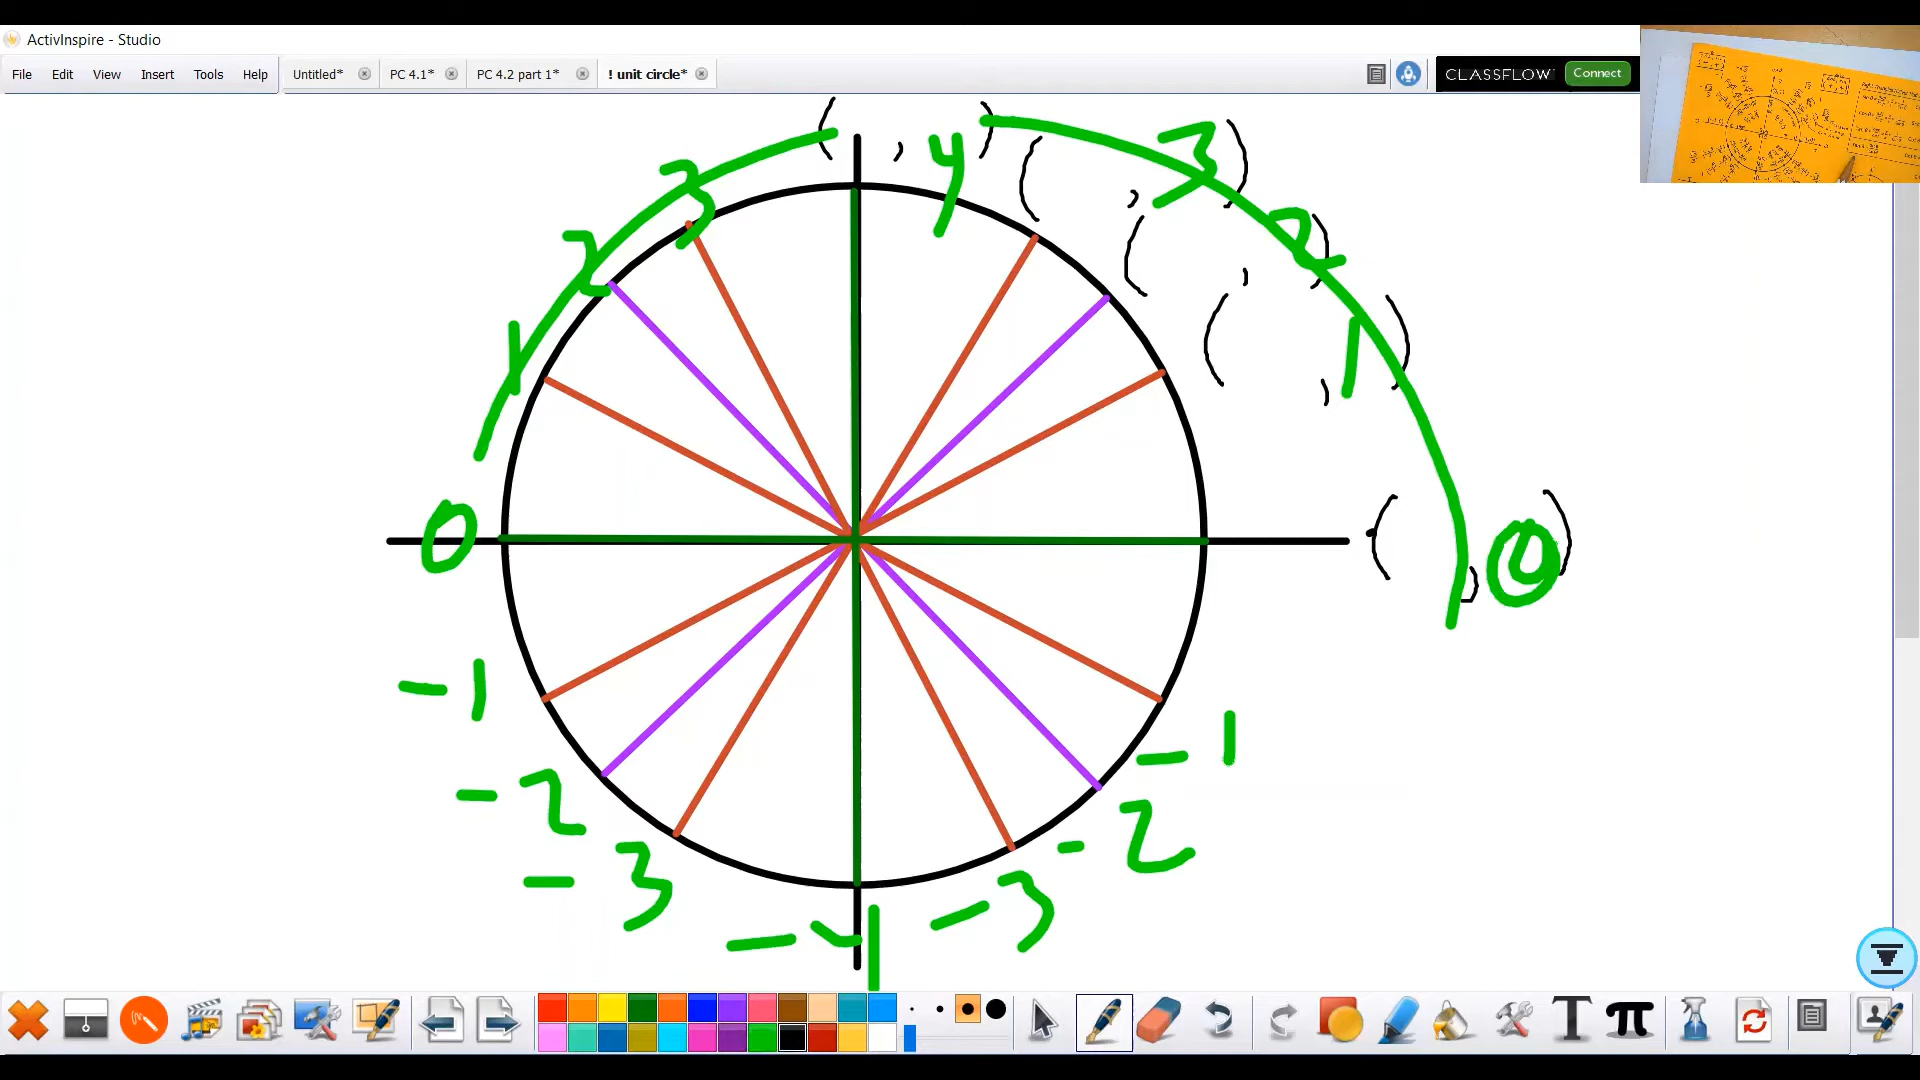 ActivInspire - Studio
File Edit View Insert Tools Help Untitled* PC 4.1* PC 4.2 part 1* ! unit circle* CLASSFLOW Connect
( , 4 )
3 ( , 3 )
2 ( , 2 )
1 ( , 1 )
0 ( , 0 )
-1 -1
-2 -2
-3 -3
-4
T π